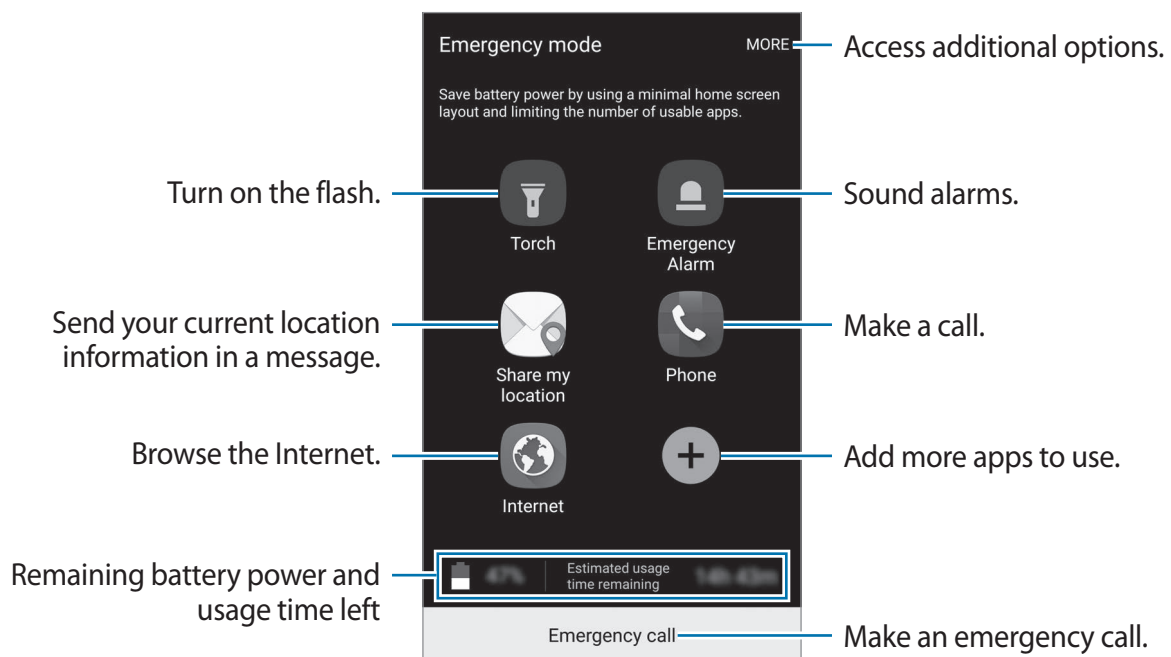 Emergency mode
MORE
Access additional options.
Save battery power by using a minimal home screen
layout and limiting the number of usable apps.
Turn on the flash.
Torch
Emergency
Alarm
Sound alarms.
Send your current location
information in a message.
Share my
location
Phone
Make a call.
Browse the Internet.
Internet
Add more apps to use.
Remaining battery power and
usage time left
47%
Estimated usage
time remaining
Emergency call
Make an emergency call.